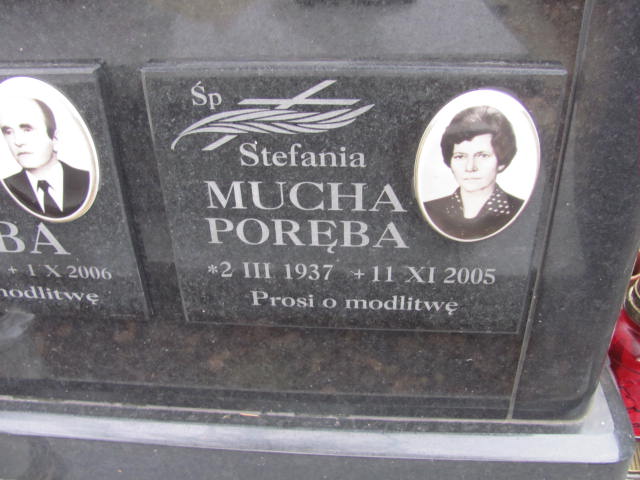 Śp
Stefania
MUCHA
PORĘBA
*2 III 1937 + 11 XI 2005
Prosi o modlitwę
BA
+ 1 X 2006
modlitwę